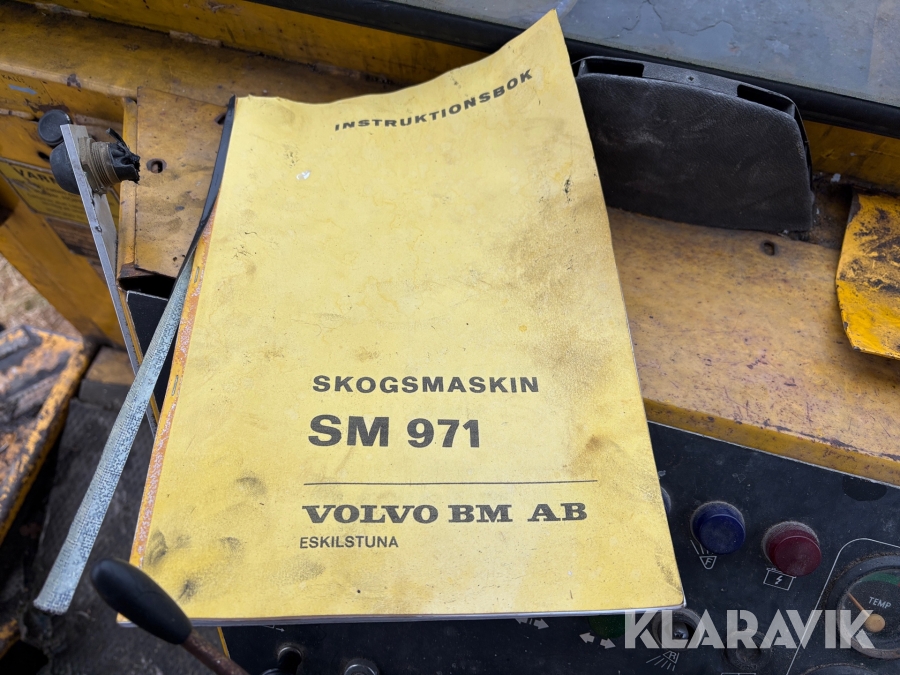 INSTRUKTIONSBOK
SKOGSMASKIN
SM 971
VOLVO BM AB
ESKILSTUNA
TEMP
KLARAVIK